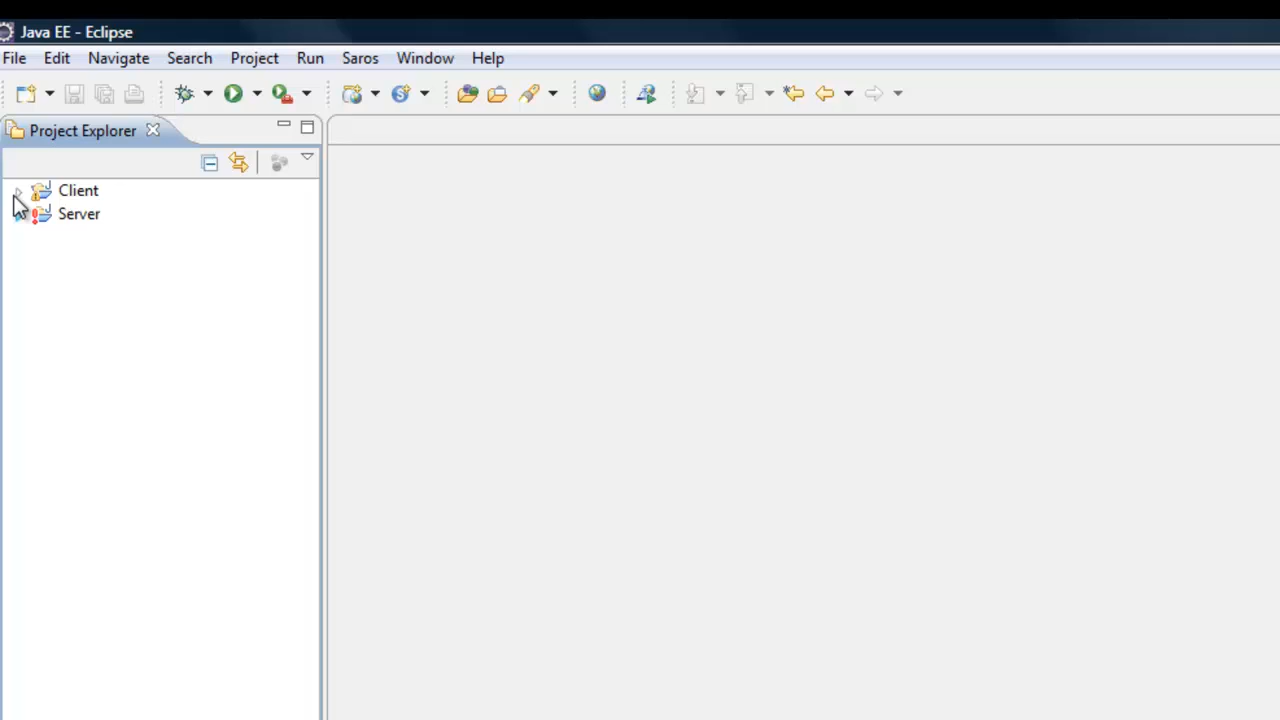 Java EE - Eclipse
File Edit Navigate Search Project Run Saros Window Help
Project Explorer
Client
Server